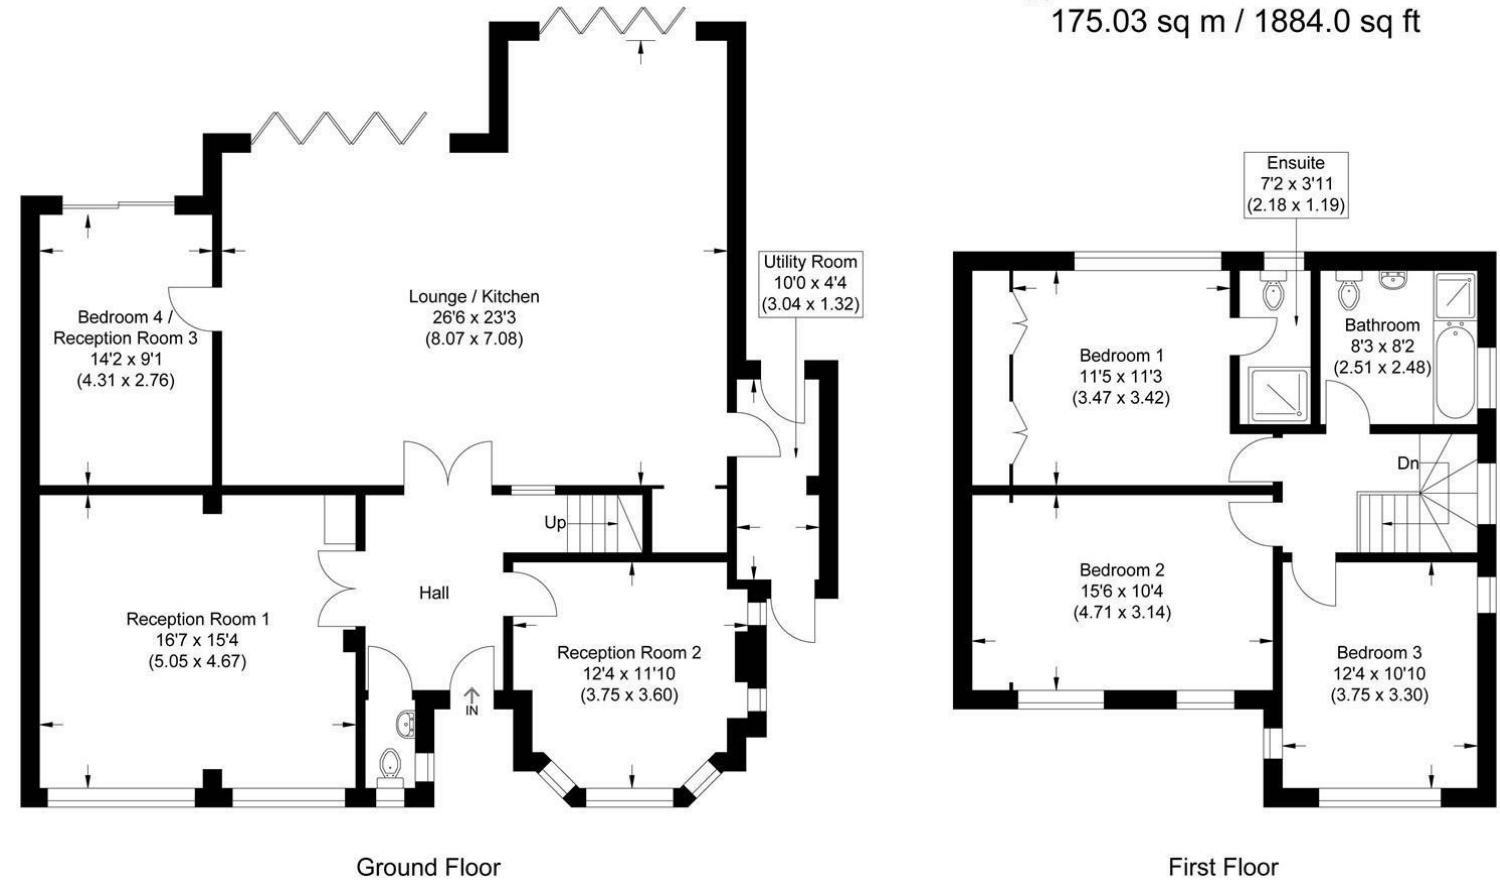 175.03 sq m / 1884.0 sq ft
Lounge / Kitchen
26'6 x 23'3
(8.07 x 7.08)
Bedroom 4 /
Reception Room 3
14'2 x 9'1
(4.31 x 2.76)
Utility Room
10'0 x 4'4
(3.04 x 1.32)
Up
Hall
Reception Room 1
16'7 x 15'4
(5.05 x 4.67)
Reception Room 2
12'4 x 11'10
(3.75 x 3.60)
IN
Ground Floor
Ensuite
7'2 x 3'11
(2.18 x 1.19)
Bathroom
8'3 x 8'2
(2.51 x 2.48)
Bedroom 1
11'5 x 11'3
(3.47 x 3.42)
Dn
Bedroom 2
15'6 x 10'4
(4.71 x 3.14)
Bedroom 3
12'4 x 10'10
(3.75 x 3.30)
First Floor